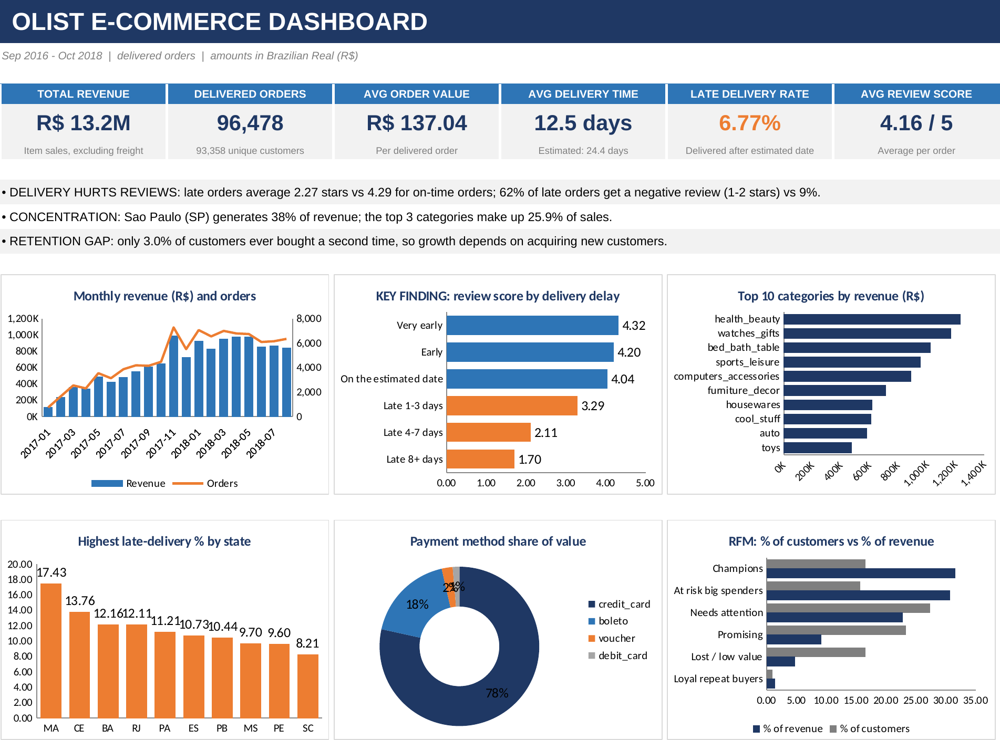 OLIST E-COMMERCE DASHBOARD
Sep 2016 - Oct 2018 | delivered orders | amounts in Brazilian Real (R$)
TOTAL REVENUE
R$ 13.2M
Item sales, excluding freight
DELIVERED ORDERS
96,478
93,358 unique customers
AVG ORDER VALUE
R$ 137.04
Per delivered order
AVG DELIVERY TIME
12.5 days
Estimated: 24.4 days
LATE DELIVERY RATE
6.77%
Delivered after estimated date
AVG REVIEW SCORE
4.16 / 5
Average per order
• DELIVERY HURTS REVIEWS: late orders average 2.27 stars vs 4.29 for on-time orders; 62% of late orders get a negative review (1-2 stars) vs 9%.
• CONCENTRATION: Sao Paulo (SP) generates 38% of revenue; the top 3 categories make up 25.9% of sales.
• RETENTION GAP: only 3.0% of customers ever bought a second time, so growth depends on acquiring new customers.
Monthly revenue (R$) and orders
1,200K
1,000K
800K
600K
400K
200K
0K
8,000
6,000
4,000
2,000
0
2017-01
2017-03
2017-05
2017-07
2017-09
2017-11
2018-01
2018-03
2018-05
2018-07
Revenue
Orders
KEY FINDING: review score by delivery delay
Very early 4.32
Early 4.20
On the estimated date 4.04
Late 1-3 days 3.29
Late 4-7 days 2.11
Late 8+ days 1.70
0.00 1.00 2.00 3.00 4.00 5.00
Top 10 categories by revenue (R$)
health_beauty
watches_gifts
bed_bath_table
sports_leisure
computers_accessories
furniture_decor
housewares
cool_stuff
auto
toys
0K 200K 400K 600K 800K 1,000K 1,200K 1,400K
Highest late-delivery % by state
20.00
18.00
16.00
14.00
12.00
10.00
8.00
6.00
4.00
2.00
0.00
17.43
13.76
12.16
12.11
11.21
10.73
10.44
9.70
9.60
8.21
MA CE BA RJ PA ES PB MS PE SC
Payment method share of value
2%
1%
18%
78%
credit_card
boleto
voucher
debit_card
RFM: % of customers vs % of revenue
Champions
At risk big spenders
Needs attention
Promising
Lost / low value
Loyal repeat buyers
0.00 5.00 10.00 15.00 20.00 25.00 30.00 35.00
% of revenue
% of customers